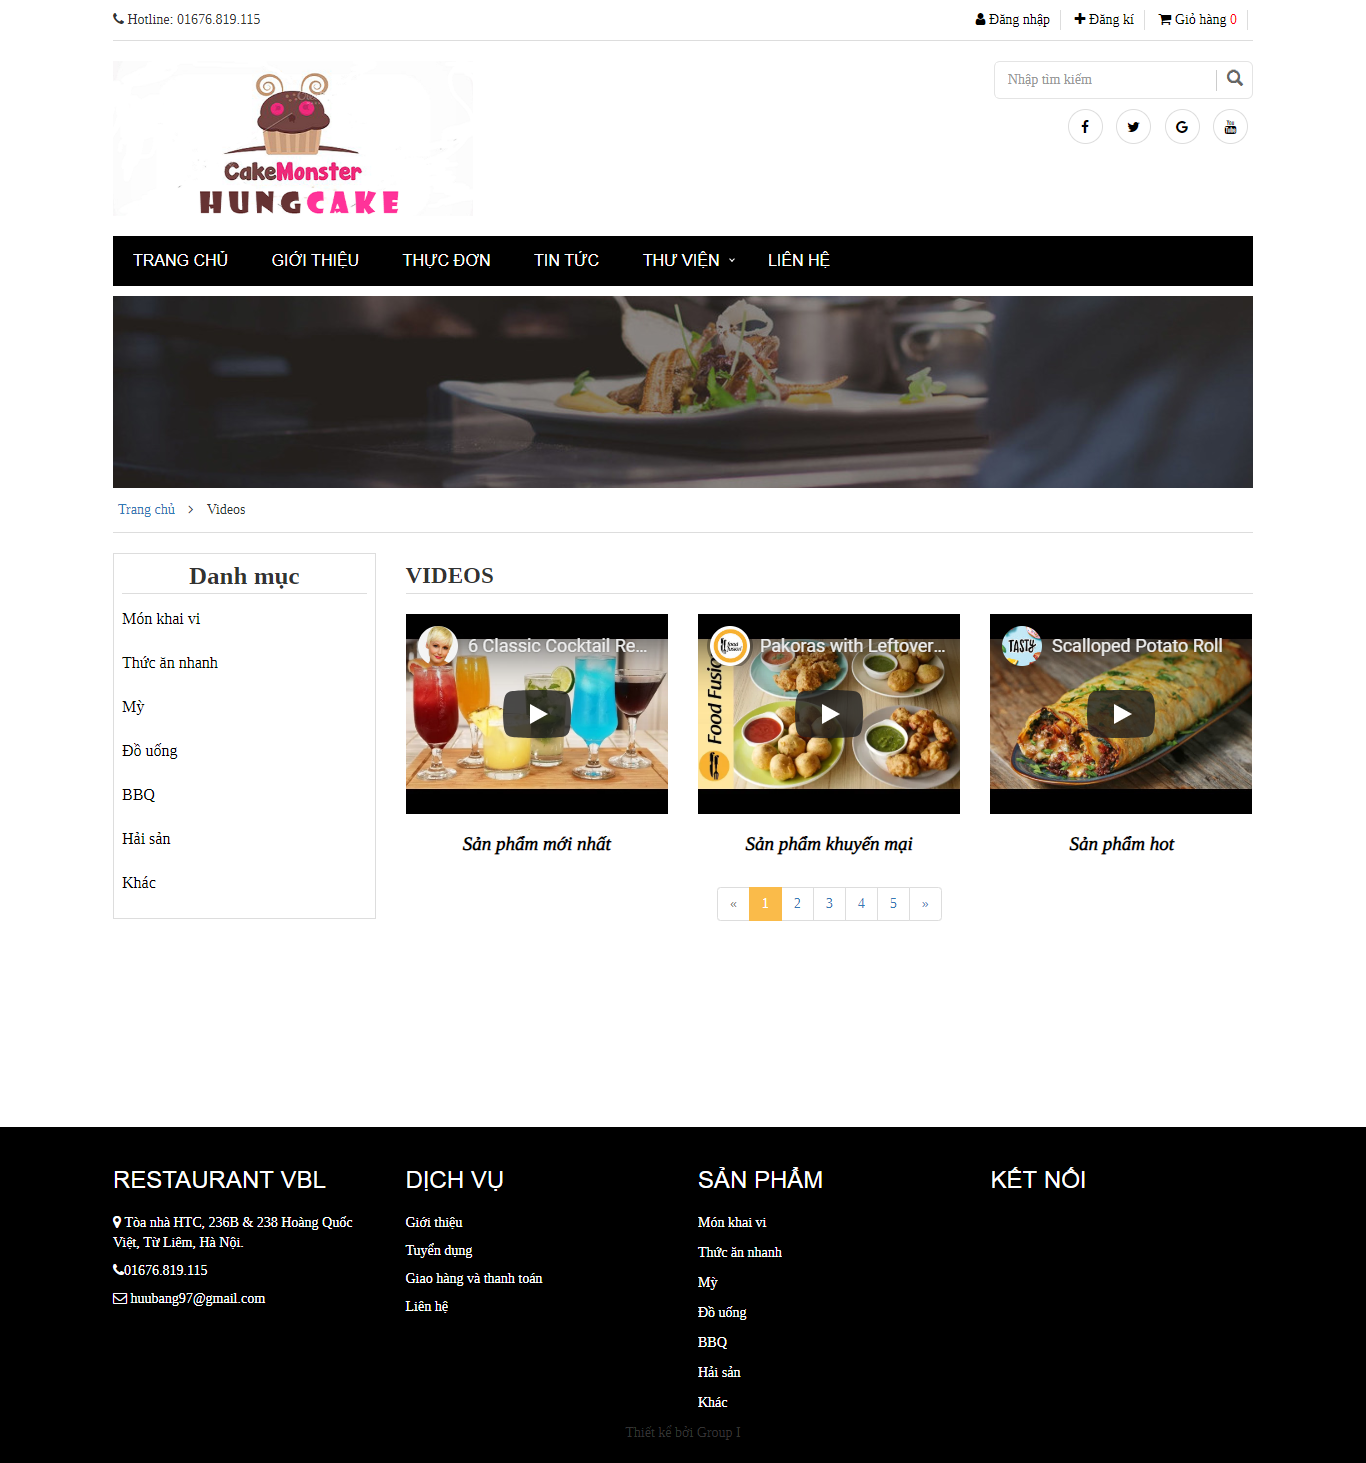 Hotline: 01676.819.115
Đăng nhập
Đăng kí
Giỏ hàng 0
CakeMonster
HUNGCAKE
Nhập tìm kiếm
TRANG CHỦ
GIỚI THIỆU
THỰC ĐƠN
TIN TỨC
THƯ VIỆN
LIÊN HỆ
Trang chủ > Videos
Danh mục
Món khai vi
Thức ăn nhanh
Mỳ
Đồ uống
BBQ
Hải sản
Khác
VIDEOS
6 Classic Cocktail Re...
Food Fusion
Pakoras with Leftover...
TASTY
Scalloped Potato Roll
Sản phẩm mới nhất
Sản phẩm khuyến mại
Sản phẩm hot
« 1 2 3 4 5 »
RESTAURANT VBL
Tòa nhà HTC, 236B & 238 Hoàng Quốc
Việt, Từ Liêm, Hà Nội.
01676.819.115
huubang97@gmail.com
DỊCH VỤ
Giới thiệu
Tuyển dụng
Giao hàng và thanh toán
Liên hệ
SẢN PHẨM
Món khai vi
Thức ăn nhanh
Mỳ
Đồ uống
BBQ
Hải sản
Khác
KẾT NỐI
Thiết kế bởi Group I